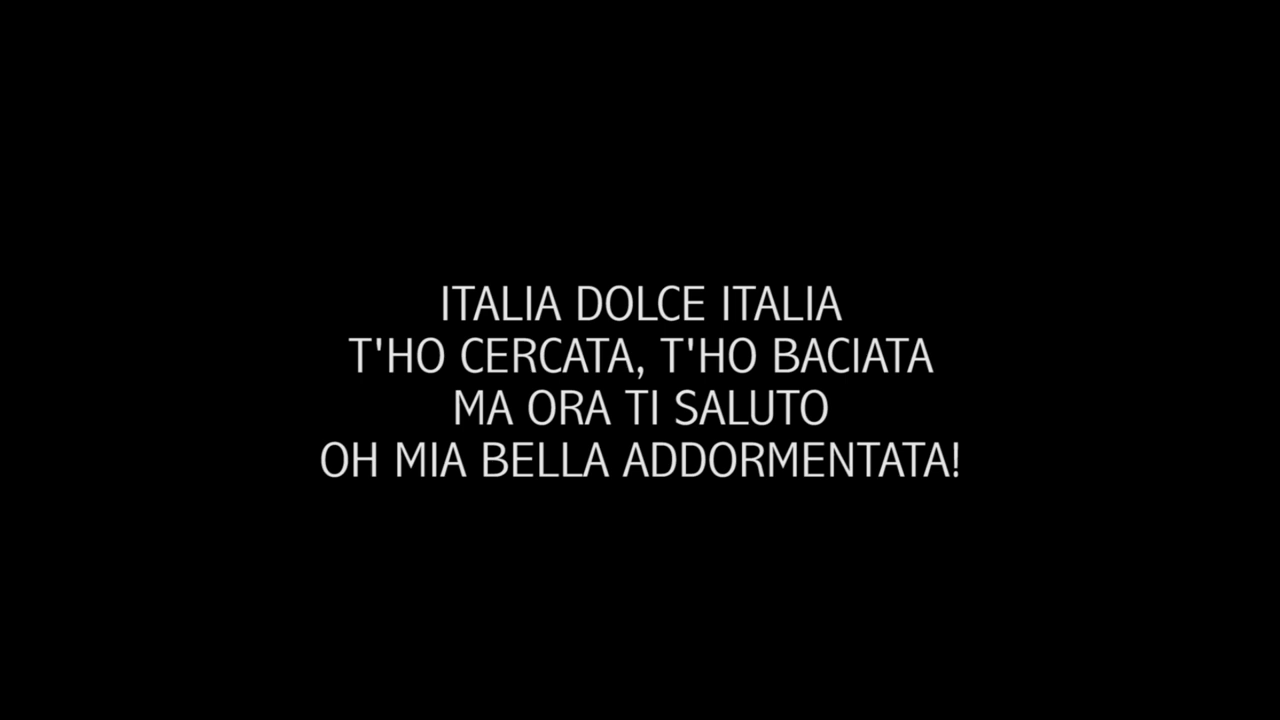 ITALIA DOLCE ITALIA
T'HO CERCATA, T'HO BACIATA
MA ORA TI SALUTO
OH MIA BELLA ADDORMENTATA!